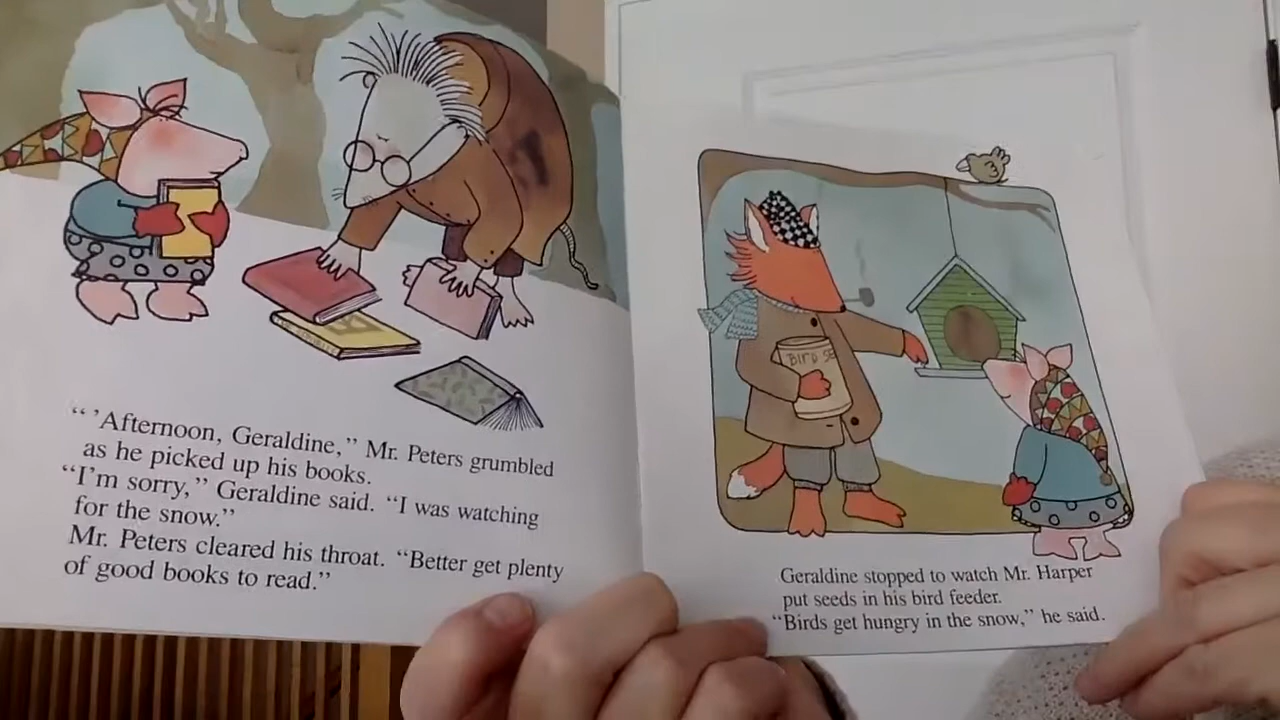 “ ’Afternoon, Geraldine,” Mr. Peters grumbled
as he picked up his books.
“I'm sorry,” Geraldine said. “I was watching
for the snow.”
Mr. Peters cleared his throat. “Better get plenty
of good books to read.”
BIRD SE
Geraldine stopped to watch Mr. Harper
put seeds in his bird feeder.
“Birds get hungry in the snow,” he said.